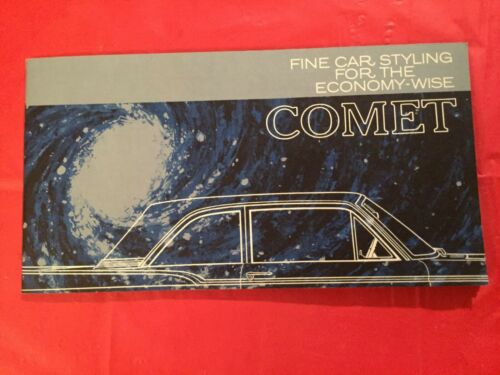 FINE CAR STYLING
FOR THE
ECONOMY-WISE
COMET